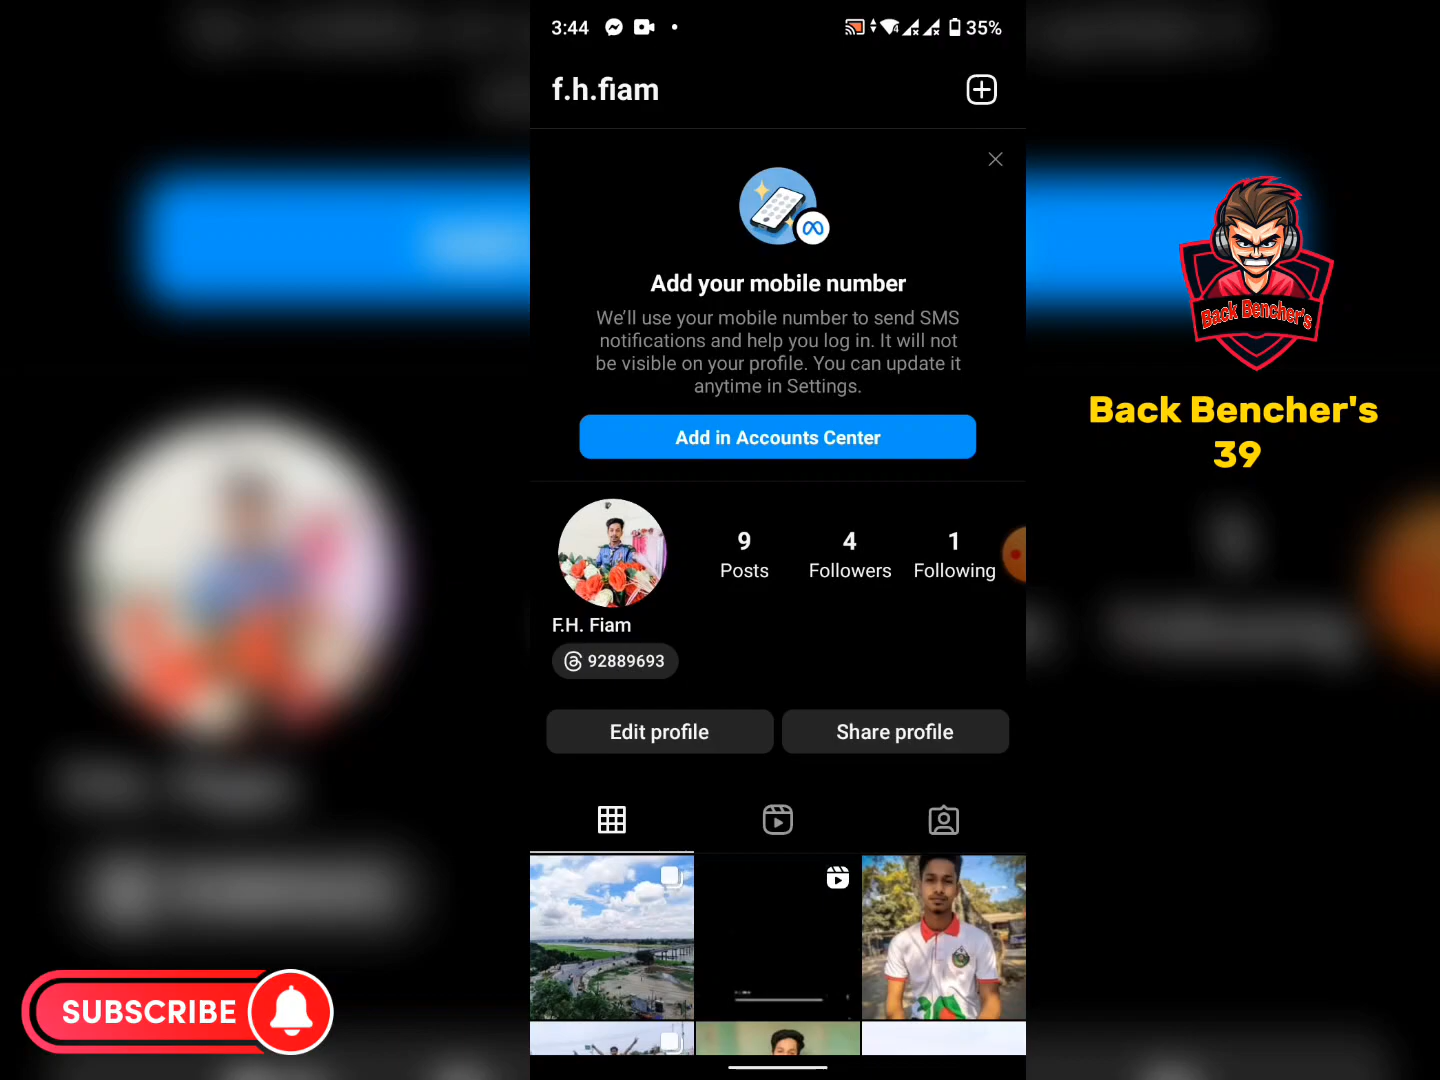 3:44
35%
f.h.fiam
Add your mobile number
We'll use your mobile number to send SMS
notifications and help you log in. It will not
be visible on your profile. You can update it
anytime in Settings.
Add in Accounts Center
9
Posts
4
Followers
1
Following
F.H. Fiam
92889693
Edit profile
Share profile
Back Bencher's
Back Bencher's
39
SUBSCRIBE